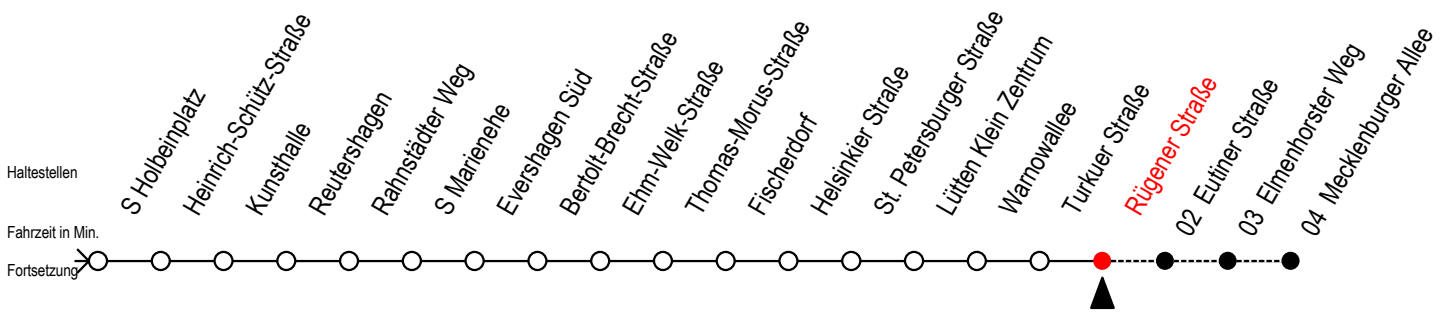 Haltestellen
Fahrzeit in Min.
Fortsetzung
S Holbeinplatz
Heinrich-Schütz-Straße
Kunsthalle
Reutershagen
Rahnstädter Weg
S Marienehe
Evershagen Süd
Bertolt-Brecht-Straße
Ehm-Welk-Straße
Thomas-Morus-Straße
Fischerdorf
Helsinkier Straße
St. Petersburger Straße
Lütten Klein Zentrum
Warnowallee
Turkuer Straße
Rügener Straße
02 Eutiner Straße
03 Elmenhorster Weg
04 Mecklenburger Allee